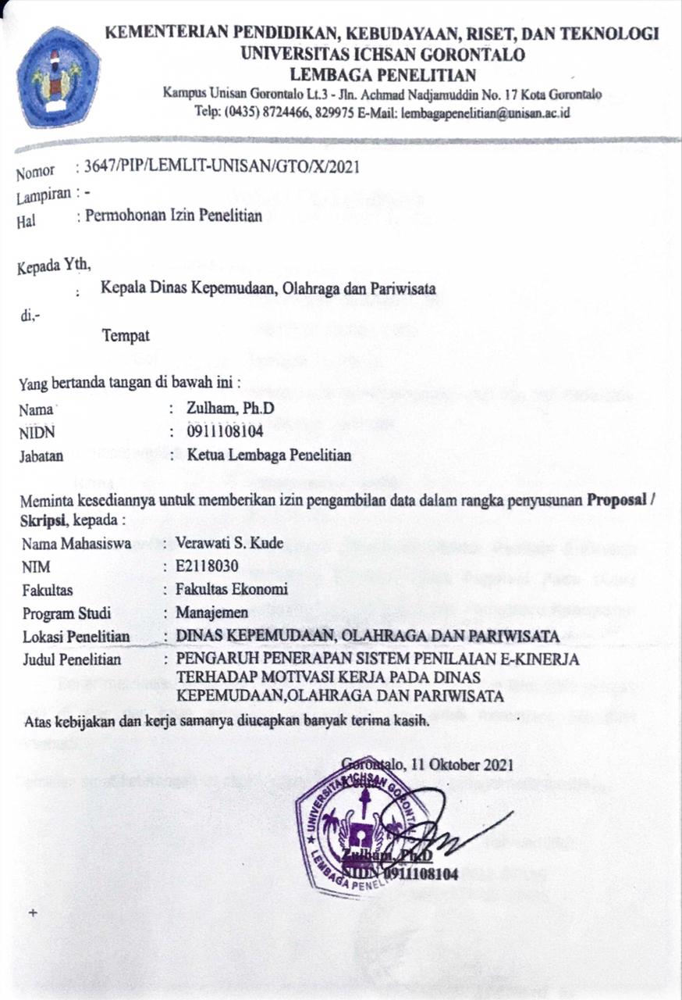 KEMENTERIAN PENDIDIKAN, KEBUDAYAAN, RISET, DAN TEKNOLOGI
UNIVERSITAS ICHSAN GORONTALO
LEMBAGA PENELITIAN
Kampus Unisan Gorontalo Lt.3 - Jln. Achmad Nadjamuddin No. 17 Kota Gorontalo
Telp: (0435) 8724466, 829975 E-Mail: lembagapenelitian@unisan.ac.id
Nomor : 3647/PIP/LEMLIT-UNISAN/GTO/X/2021
Lampiran : -
Hal : Permohonan Izin Penelitian
Kepada Yth,
: Kepala Dinas Kepemudaan, Olahraga dan Pariwisata
di,-
Tempat
Yang bertanda tangan di bawah ini :
Nama : Zulham, Ph.D
NIDN : 0911108104
Jabatan : Ketua Lembaga Penelitian
Meminta kesediannya untuk memberikan izin pengambilan data dalam rangka penyusunan Proposal /
Skripsi, kepada :
Nama Mahasiswa : Verawati S. Kude
NIM : E2118030
Fakultas : Fakultas Ekonomi
Program Studi : Manajemen
Lokasi Penelitian : DINAS KEPEMUDAAN, OLAHRAGA DAN PARIWISATA
Judul Penelitian : PENGARUH PENERAPAN SISTEM PENILAIAN E-KINERJA
TERHADAP MOTIVASI KERJA PADA DINAS
KEPEMUDAAN,OLAHRAGA DAN PARIWISATA
Atas kebijakan dan kerja samanya diucapkan banyak terima kasih.
Gorontalo, 11 Oktober 2021
Ketua
UNIVERSITAS ICHSAN GORONTALO
LEMBAGA PENELITIAN
Zulham, Ph.D
NIDN 0911108104
+